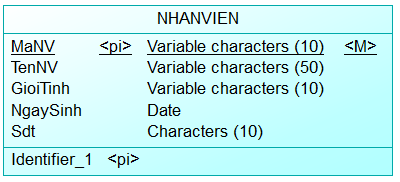 NHANVIEN
MaNV <pi> Variable characters (10) <M>
TenNV Variable characters (50)
GioiTinh Variable characters (10)
NgaySinh Date
Sdt Characters (10)
Identifier_1 <pi>